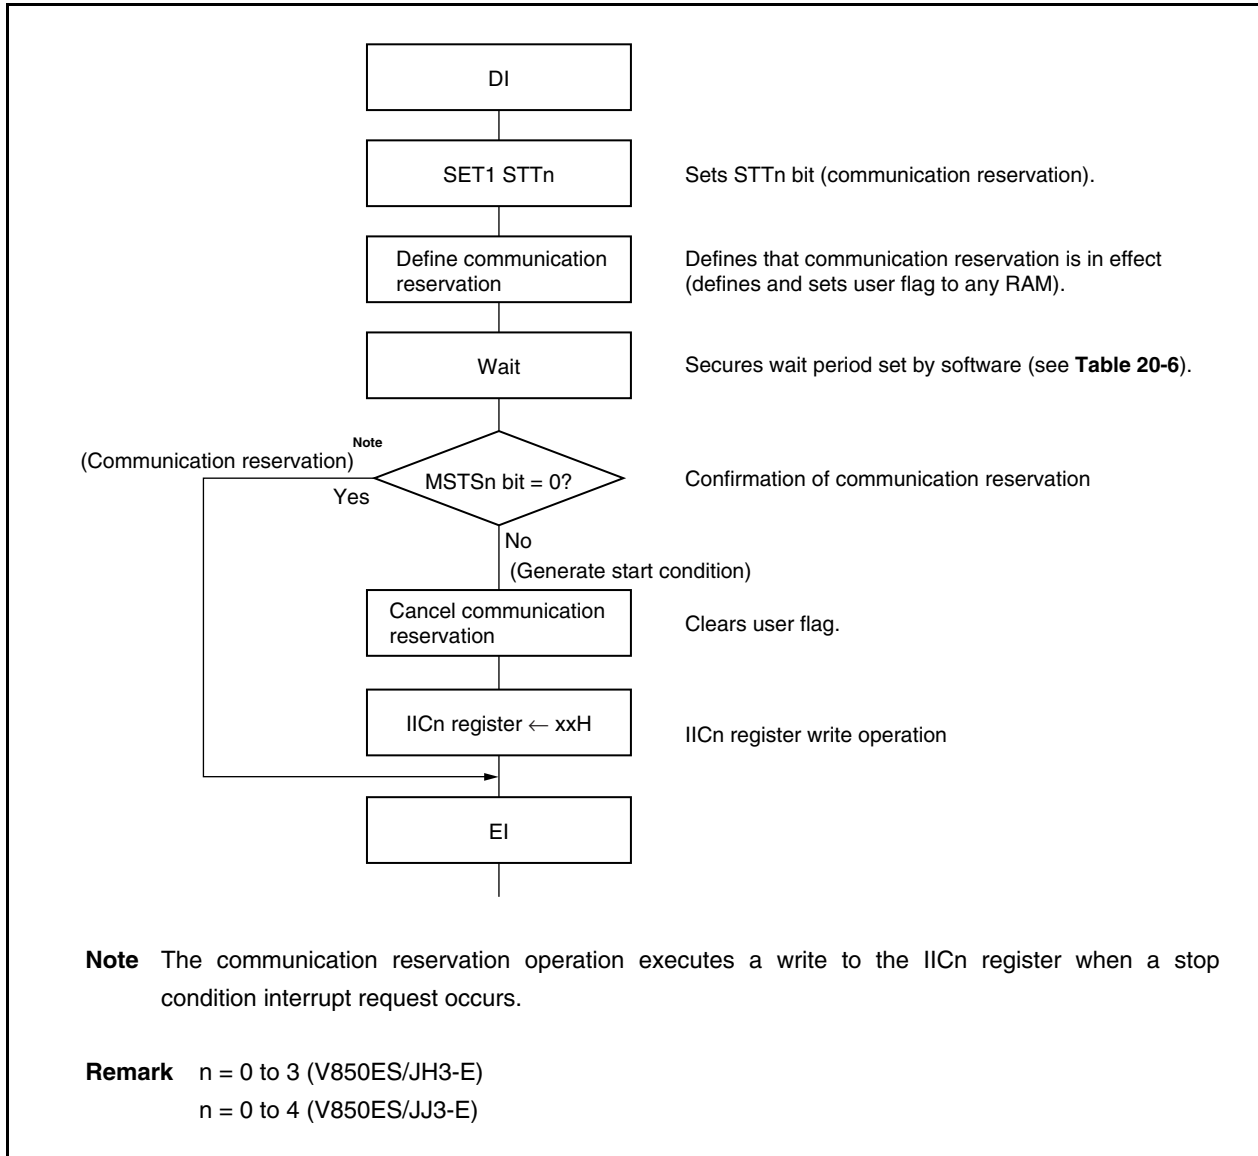 DI
SET1 STTn
Sets STTn bit (communication reservation).
Define communication
reservation
Defines that communication reservation is in effect
(defines and sets user flag to any RAM).
Wait
Secures wait period set by software (see Table 20-6).
(Communication reservation)Note
MSTSn bit = 0?
Confirmation of communication reservation
Yes
No
(Generate start condition)
Cancel communication
reservation
Clears user flag.
IICn register ← xxH
IICn register write operation
EI
Note The communication reservation operation executes a write to the IICn register when a stop
condition interrupt request occurs.
Remark n = 0 to 3 (V850ES/JH3-E)
n = 0 to 4 (V850ES/JJ3-E)